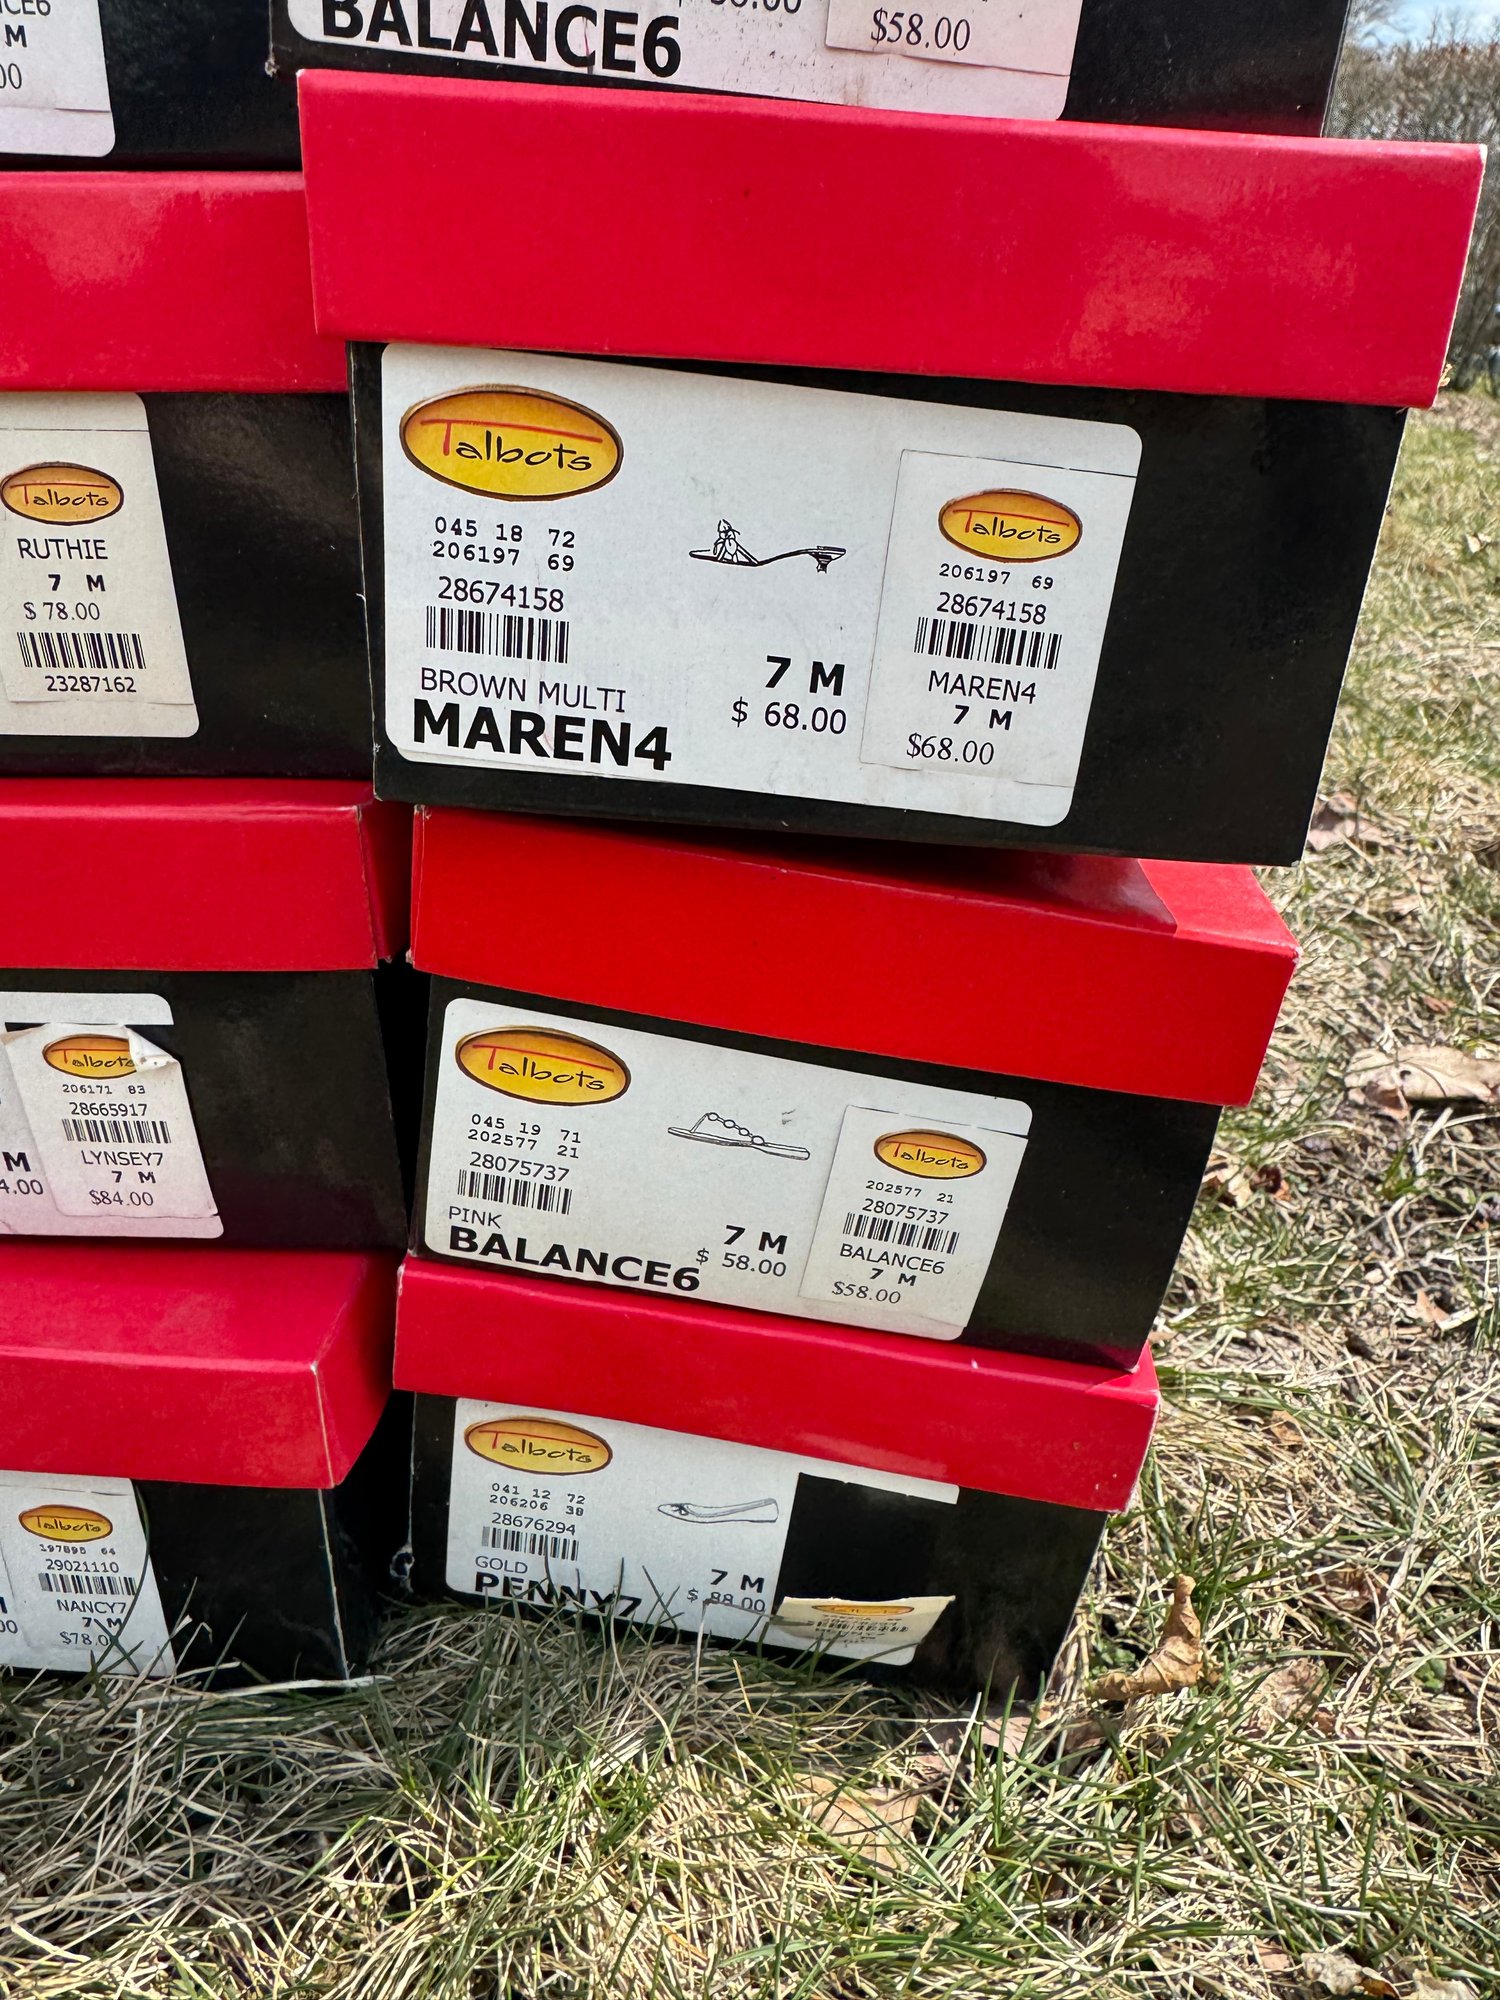 M
BALANCE6
$58.00
Talbots
RUTHIE
7 M
$ 78.00
23287162
Talbots
045 18 72
206197 69
28674158
BROWN MULTI
MAREN4
7 M
$ 68.00
Talbots
206197 69
28674158
MAREN4
7 M
$68.00
M
4.00
Talbots
206171 83
28665917
LYNSEY7
7 M
$84.00
Talbots
045 19 71
202577 21
28075737
PINK
BALANCE6
7 M
$ 58.00
Talbots
202577 21
28075737
BALANCE6
7 M
$58.00
Talbots
29021110
NANCY7
7 M
Talbots
041 12 72
206206 38
28676294
GOLD
PENNY7
7 M
$ 88.00
Talbots